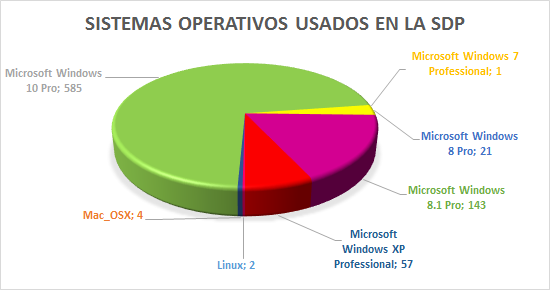 SISTEMAS OPERATIVOS USADOS EN LA SDP
Microsoft Windows
10 Pro; 585
Microsoft Windows 7
Professional; 1
Microsoft Windows
8 Pro; 21
Microsoft Windows
8.1 Pro; 143
Microsoft
Windows XP
Professional; 57
Linux; 2
Mac_OSX; 4